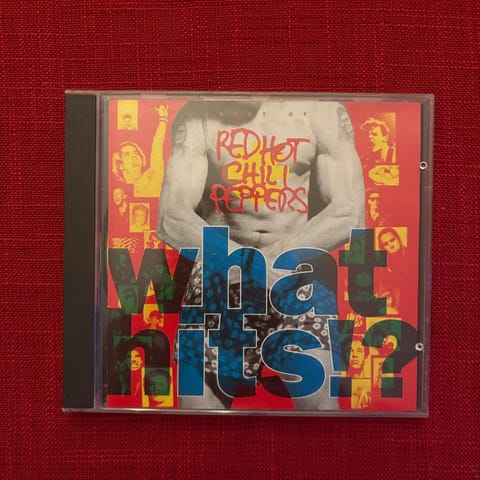 BEST OF
RED HOT
CHILI
PEPPERS
what
hits!?